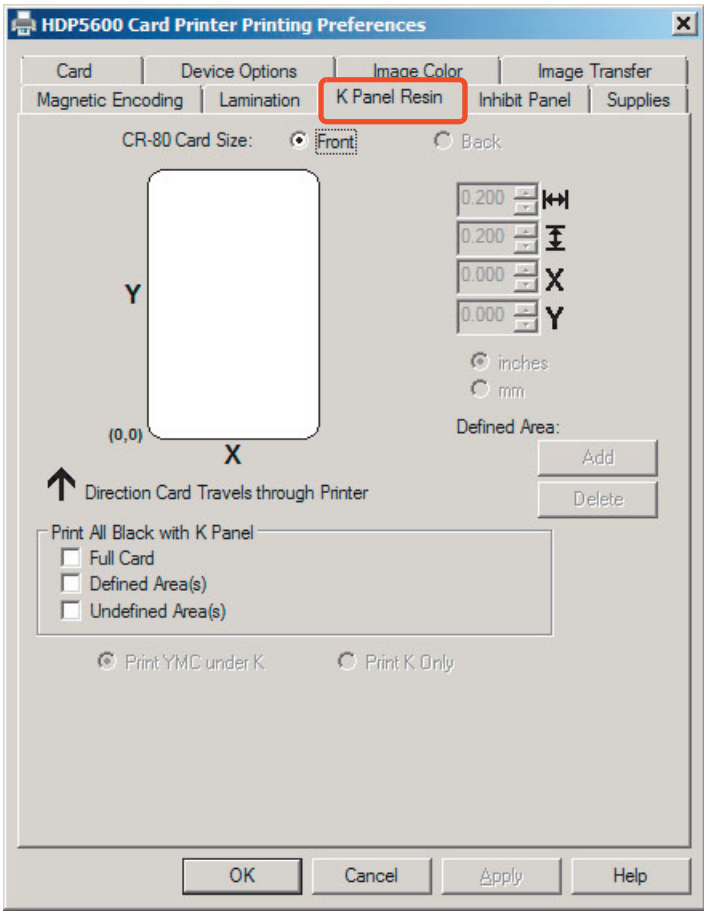 HDP5600 Card Printer Printing Preferences
Card Device Options Image Color Image Transfer
Magnetic Encoding Lamination K Panel Resin Inhibit Panel Supplies
CR-80 Card Size: Front Back
0.200
0.200
0.000 X
0.000 Y
Y
inches
mm
(0,0)
X
Defined Area:
Add
Delete
Direction Card Travels through Printer
Print All Black with K Panel
Full Card
Defined Area(s)
Undefined Area(s)
Print YMC under K Print K Only
OK Cancel Apply Help